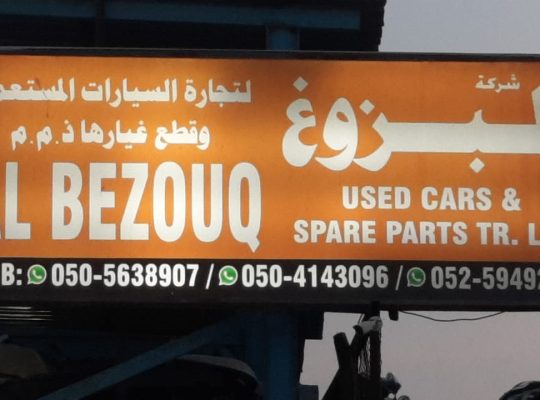 شركة
لبزوغ
لتجارة السيارات المستعم
وقطع غيارها ذ.م.م
AL BEZOUQ
USED CARS &
SPARE PARTS TR. L
B: 050-5638907 / 050-4143096 / 052-5949